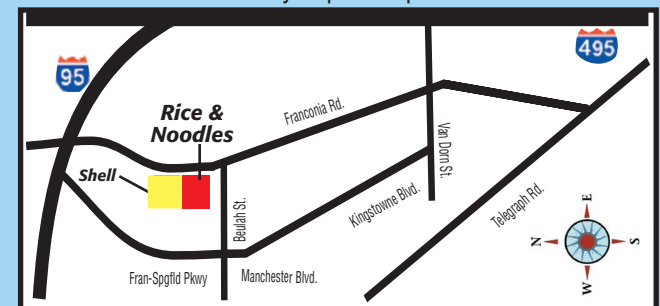 95
495
Rice &
Noodles
Franconia Rd.
Shell
Van Dorn St.
Beulah St.
Kingstowne Blvd.
Telegraph Rd.
Fran-Spgfld Pkwy
Manchester Blvd.
E
N
S
W